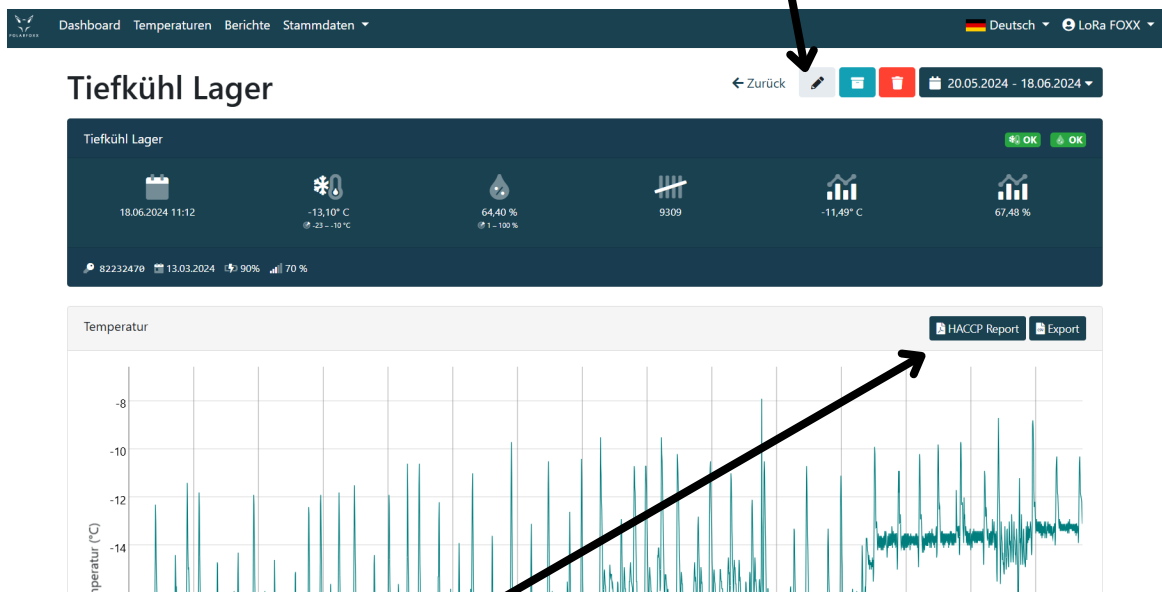 POLARFOXX
Dashboard Temperaturen Berichte Stammdaten
Deutsch LoRa FOXX
Tiefkühl Lager
Zurück
20.05.2024 - 18.06.2024
Tiefkühl Lager
OK OK
18.06.2024 11:12
-13,10° C
-23 – -10 °C
64,40 %
1 – 100 %
9309
-11,49° C
67,48 %
82232470 13.03.2024 90% 70 %
Temperatur
HACCP Report Export
-8
-10
-12
-14